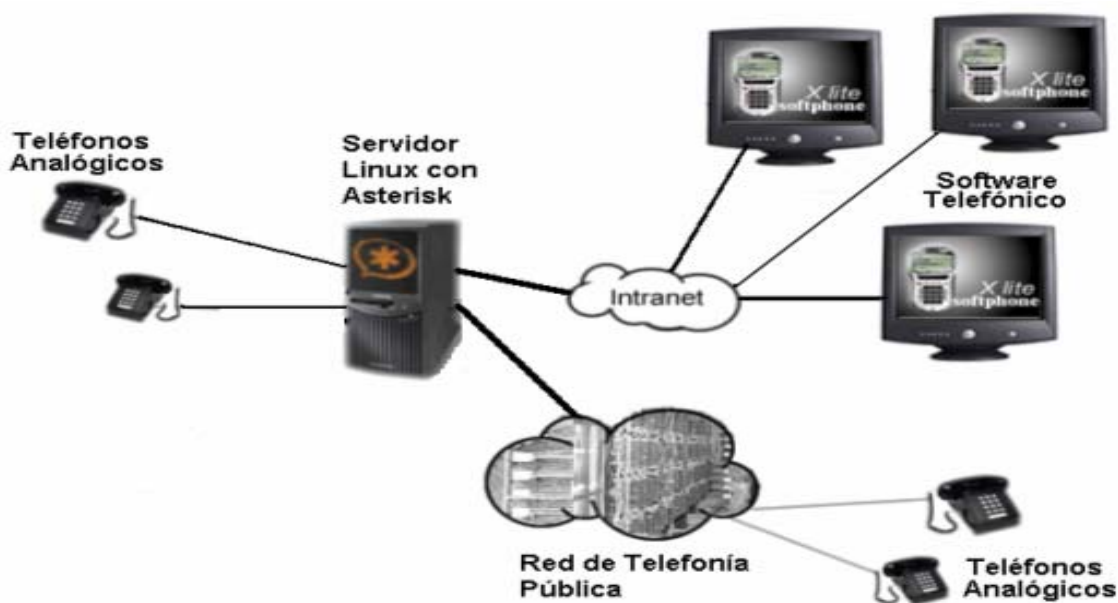 Teléfonos
Analógicos
Servidor
Linux con
Asterisk
X lite
softphone
X lite
softphone
Software
Telefónico
Intranet
X lite
softphone
Red de Telefonía
Pública
Teléfonos
Analógicos